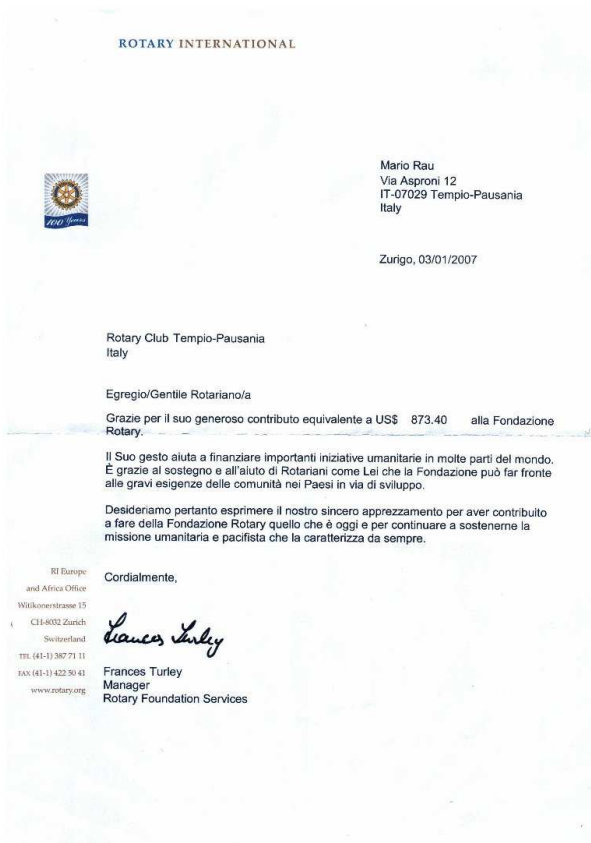 ROTARY INTERNATIONAL
Mario Rau
Via Asproni 12
IT-07029 Tempio-Pausania
Italy
100 Years
Zurigo, 03/01/2007
Rotary Club Tempio-Pausania
Italy
Egregio/Gentile Rotariano/a
Grazie per il suo generoso contributo equivalente a US$ 873.40 alla Fondazione
Rotary.
Il Suo gesto aiuta a finanziare importanti iniziative umanitarie in molte parti del mondo.
È grazie al sostegno e all'aiuto di Rotariani come Lei che la Fondazione può far fronte
alle gravi esigenze delle comunità nei Paesi in via di sviluppo.
Desideriamo pertanto esprimere il nostro sincero apprezzamento per aver contribuito
a fare della Fondazione Rotary quello che è oggi e per continuare a sostenerne la
missione umanitaria e pacifista che la caratterizza da sempre.
Cordialmente,
Frances Turley
Frances Turley
Manager
Rotary Foundation Services
RI Europe
and Africa Office
Witikonerstrasse 15
CH-8032 Zurich
Switzerland
TEL (41-1) 387 71 11
FAX (41-1) 422 50 41
www.rotary.org